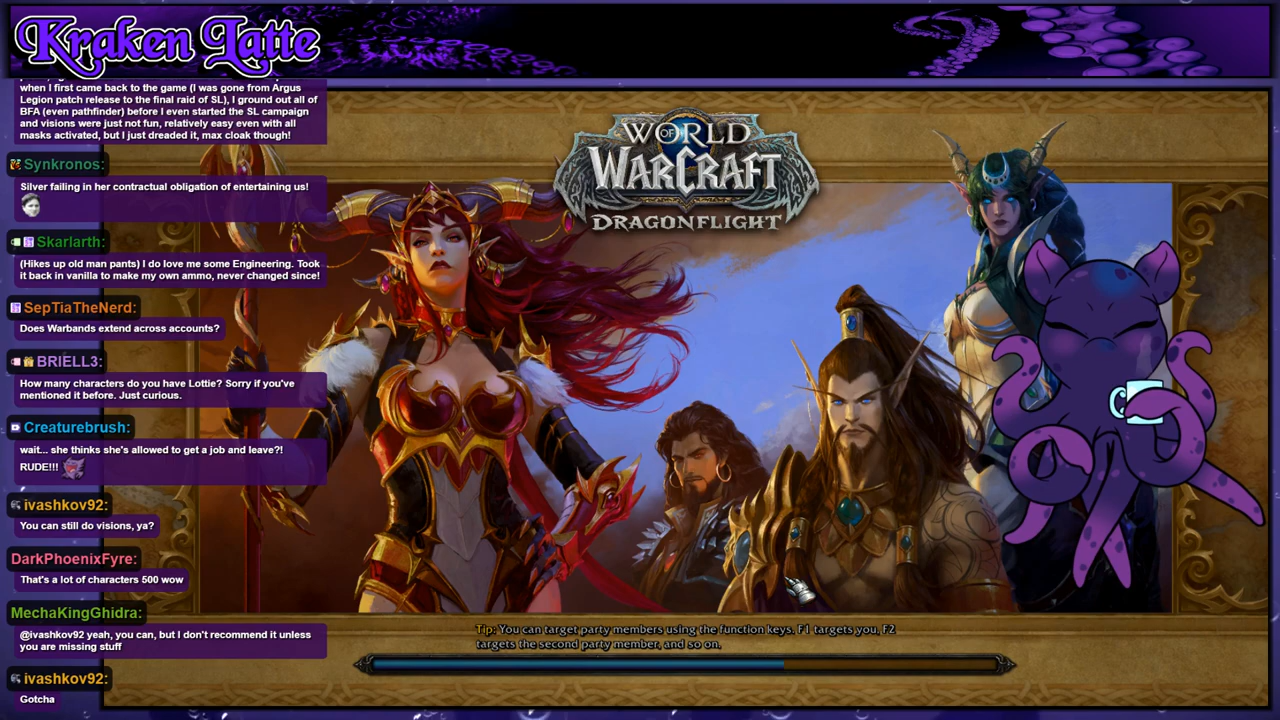 Kraken Latte
when I first came back to the game (I was gone from Argus
Legion patch release to the final raid of SL), I ground out all of
BFA (even pathfinder) before I even started the SL campaign
and visions were just not fun, relatively easy even with all
masks activated, but I just dreaded it, max cloak though!
Synkronos:
Silver failing in her contractual obligation of entertaining us!
Skarlarth:
(Hikes up old man pants) I do love me some Engineering. Took
it back in vanilla to make my own ammo, never changed since!
SepTiaTheNerd:
Does Warbands extend across accounts?
BRIELL3:
How many characters do you have Lottie? Sorry if you've
mentioned it before. Just curious.
Creaturebrush:
wait... she thinks she's allowed to get a job and leave?!
RUDE!!!
ivashkov92:
You can still do visions, ya?
DarkPhoenixFyre:
That's a lot of characters 500 wow
MechaKingGhidra:
@ivashkov92 yeah, you can, but I don't recommend it unless
you are missing stuff
ivashkov92:
Gotcha
WORLD
OF
WARCRAFT
DRAGONFLIGHT
Tip: You can target party members using the function keys. F1 targets you, F2
targets the second party member, and so on.